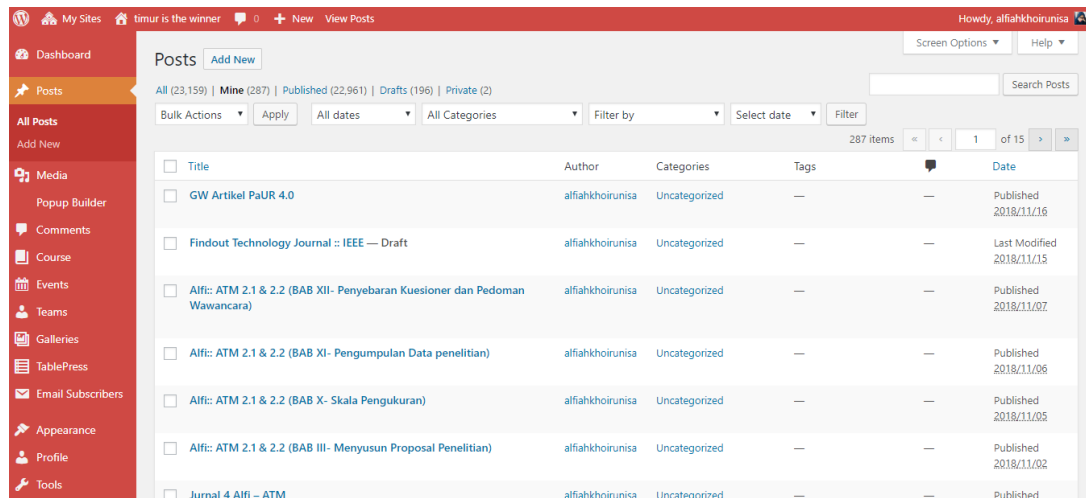 My Sites timur is the winner 0 New View Posts Howdy, alfiahkhoirunisa
Screen Options ▼ Help ▼
Dashboard
Posts
All Posts
Add New
Media
Popup Builder
Comments
Course
Events
Teams
Galleries
TablePress
Email Subscribers
Appearance
Profile
Tools
Posts Add New
All (23,159) | Mine (287) | Published (22,961) | Drafts (196) | Private (2)
Search Posts
Bulk Actions ▼ Apply All dates ▼ All Categories ▼ Filter by ▼ Select date ▼ Filter
287 items « ‹ 1 of 15 › »
Title Author Categories Tags Date
GW Artikel PaUR 4.0 alfiahkhoirunisa Uncategorized — — Published
2018/11/16
Findout Technology Journal :: IEEE — Draft alfiahkhoirunisa Uncategorized — — Last Modified
2018/11/15
Alfi:: ATM 2.1 & 2.2 (BAB XII- Penyebaran Kuesioner dan Pedoman alfiahkhoirunisa Uncategorized — — Published
Wawancara) 2018/11/07
Alfi:: ATM 2.1 & 2.2 (BAB XI- Pengumpulan Data penelitian) alfiahkhoirunisa Uncategorized — — Published
2018/11/06
Alfi:: ATM 2.1 & 2.2 (BAB X- Skala Pengukuran) alfiahkhoirunisa Uncategorized — — Published
2018/11/05
Alfi:: ATM 2.1 & 2.2 (BAB III- Menyusun Proposal Penelitian) alfiahkhoirunisa Uncategorized — — Published
2018/11/02
Jurnal 4 Alfi – ATM alfiahkhoirunisa Uncategorized — — Published